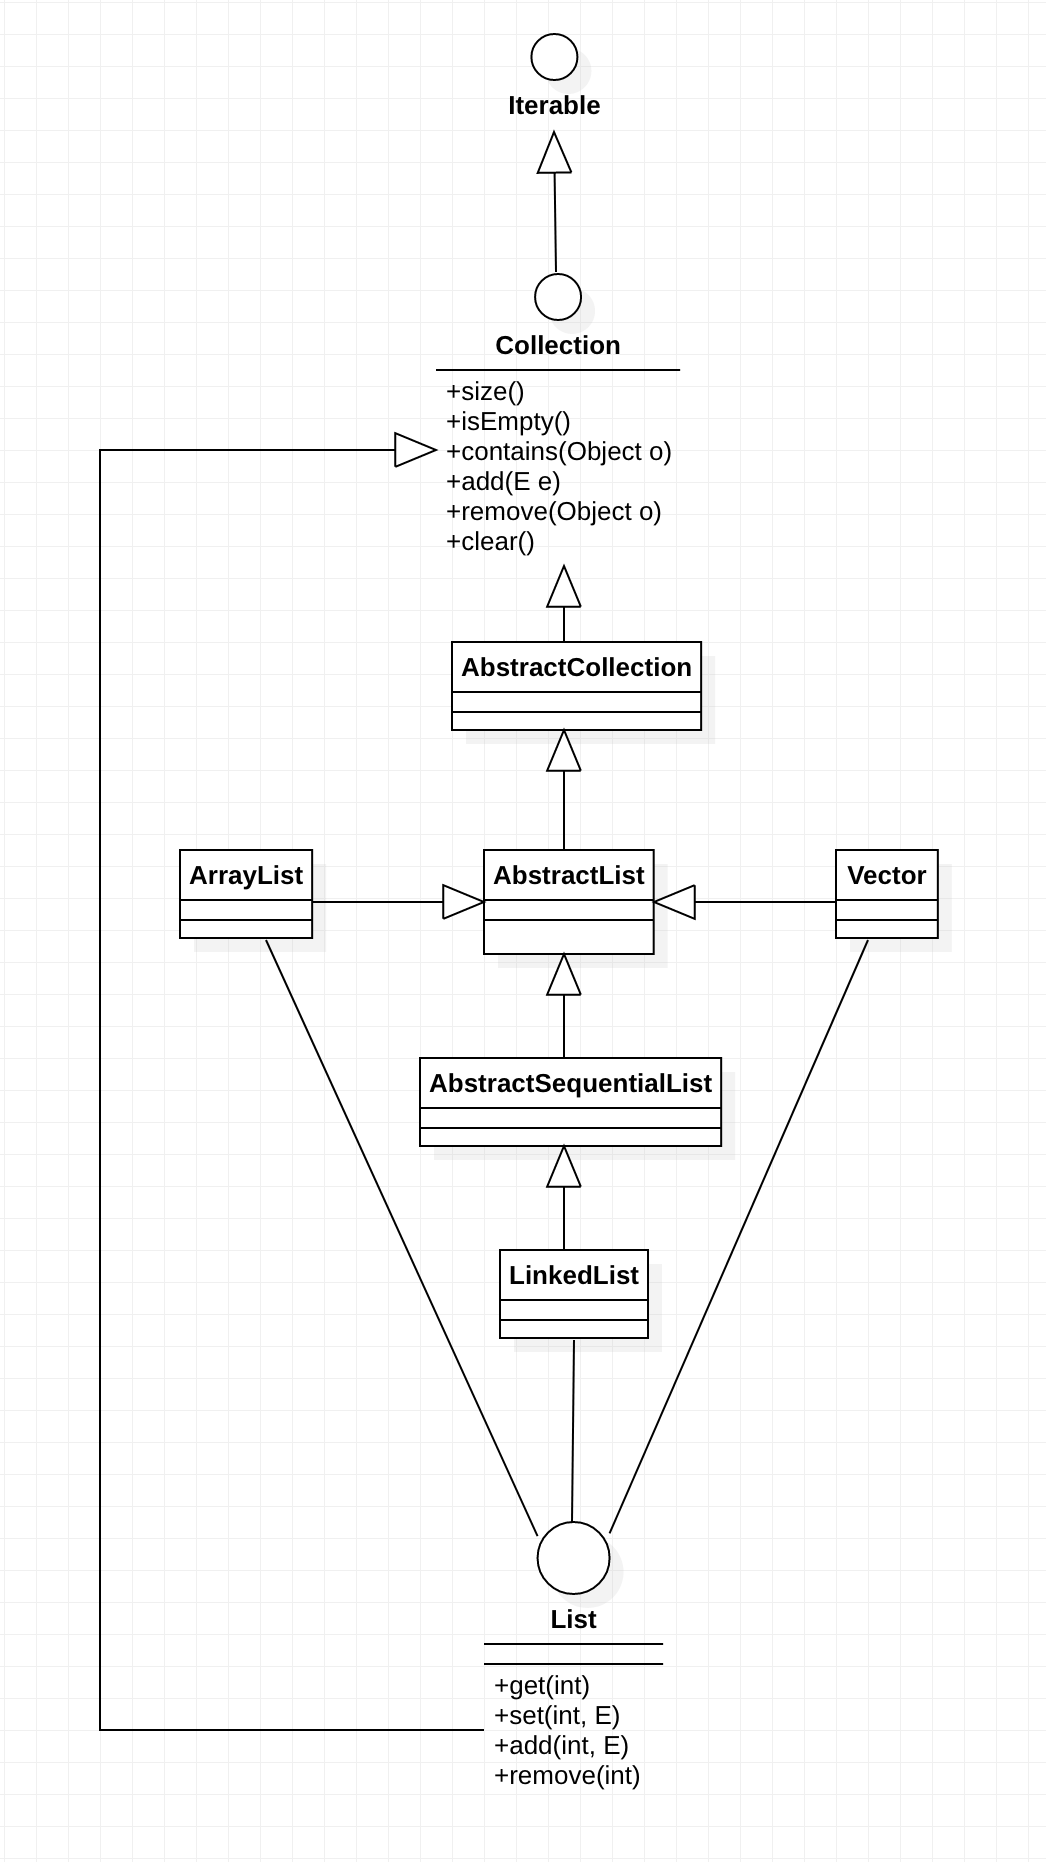 Iterable
Collection
+size()
+isEmpty()
+contains(Object o)
+add(E e)
+remove(Object o)
+clear()
AbstractCollection
ArrayList
AbstractList
Vector
AbstractSequentialList
LinkedList
List
+get(int)
+set(int, E)
+add(int, E)
+remove(int)